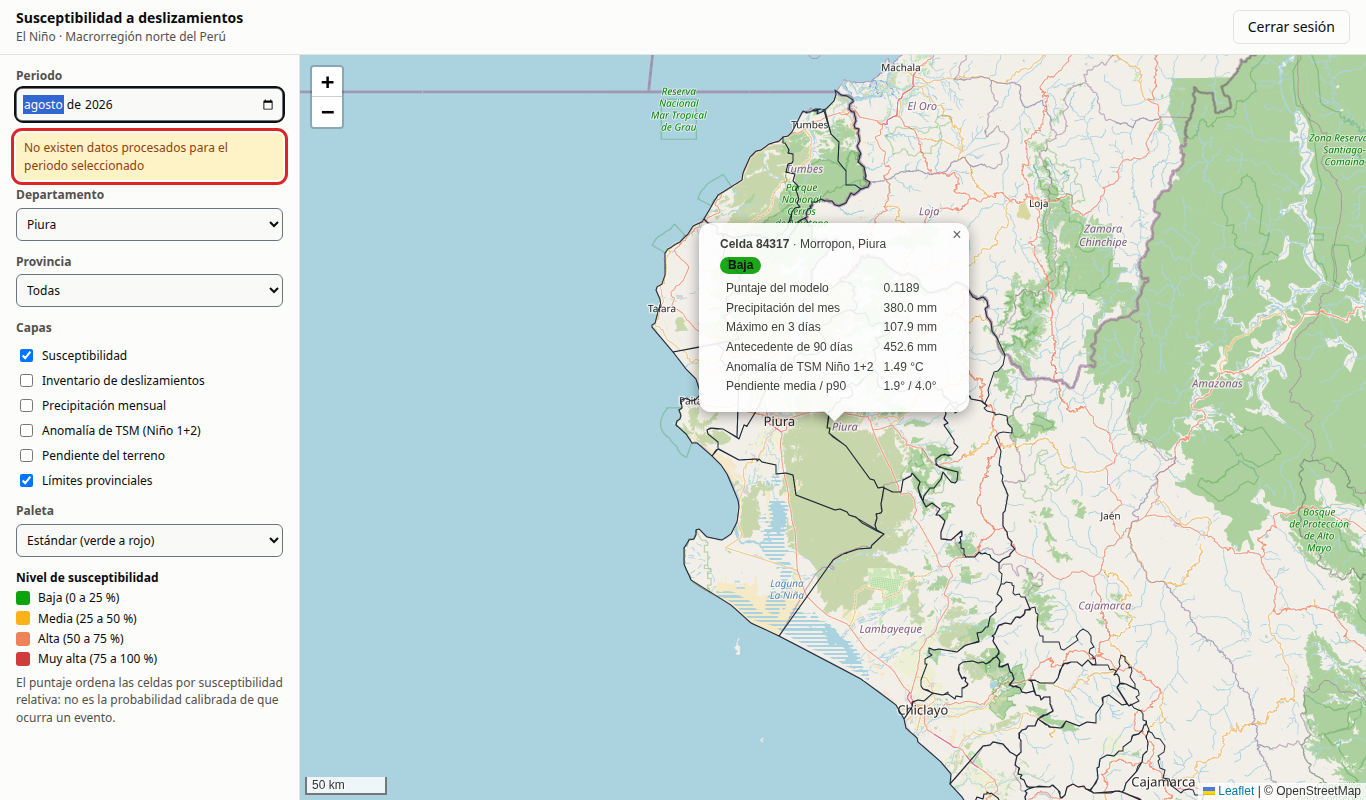 Susceptibilidad a deslizamientos
El Niño · Macrorregión norte del Perú
Cerrar sesión
Periodo
agosto de 2026
No existen datos procesados para el
periodo seleccionado
Departamento
Piura
Provincia
Todas
Capas
Susceptibilidad
Inventario de deslizamientos
Precipitación mensual
Anomalía de TSM (Niño 1+2)
Pendiente del terreno
Límites provinciales
Paleta
Estándar (verde a rojo)
Nivel de susceptibilidad
Baja (0 a 25 %)
Media (25 a 50 %)
Alta (50 a 75 %)
Muy alta (75 a 100 %)
El puntaje ordena las celdas por susceptibilidad
relativa: no es la probabilidad calibrada de que
ocurra un evento.
+
−
Machala
El Oro
Reserva
Nacional
Mar Tropical
de Grau
Tumbes
Tumbes
Parque
Nacional
Cerros
Loja
Loja
Zamora
Chinchipe
Zona Reserv
Santiago-
Comaina
Talara
Celda 84317 · Morropon, Piura
×
Baja
Puntaje del modelo 0.1189
Precipitación del mes 380.0 mm
Máximo en 3 días 107.9 mm
Antecedente de 90 días 452.6 mm
Anomalía de TSM Niño 1+2 1.49 °C
Pendiente media / p90 1.9° / 4.0°
Amazonas
Piura
Piura
Jaén
Bosque
de Protección
de Alto
Mayo
Laguna
La Niña
Cajamarca
Lambayeque
Chiclayo
Cajamarca
50 km
Leaflet | © OpenStreetMap